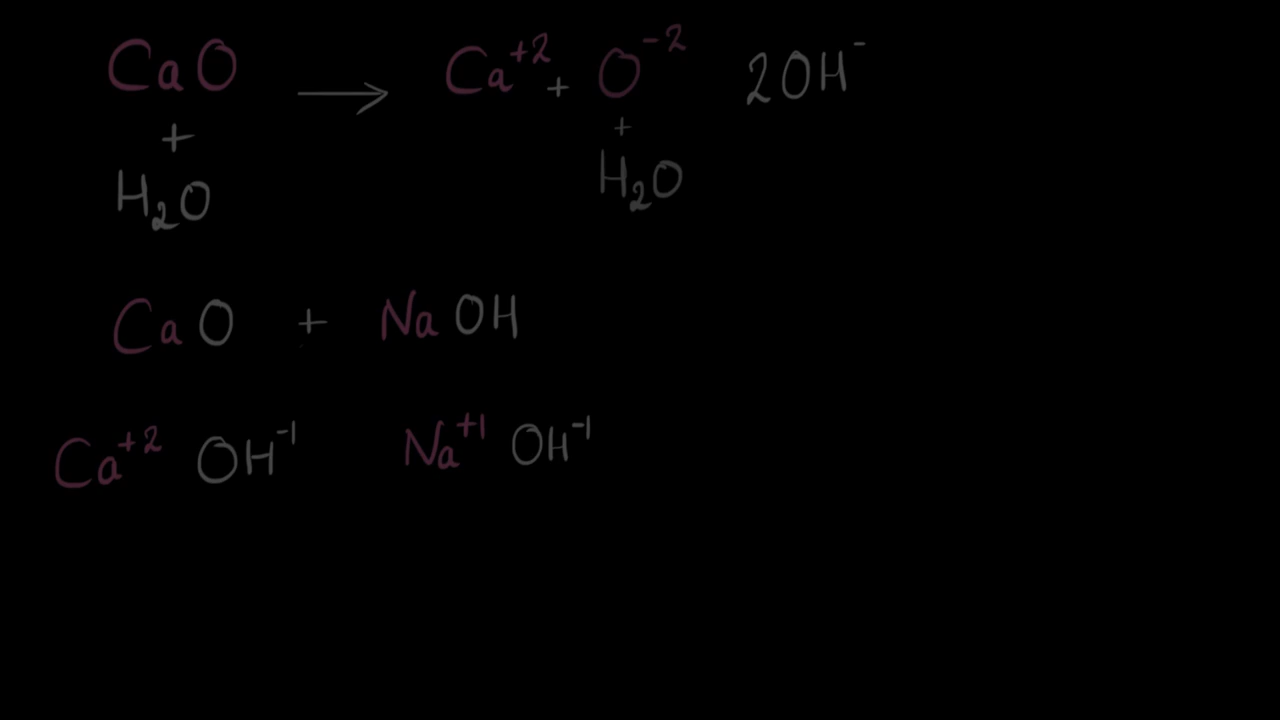 CaO → Ca⁺² + O⁻² 2OH⁻
+ +
H₂O H₂O
CaO + NaOH
Ca⁺² OH⁻¹ Na⁺¹ OH⁻¹